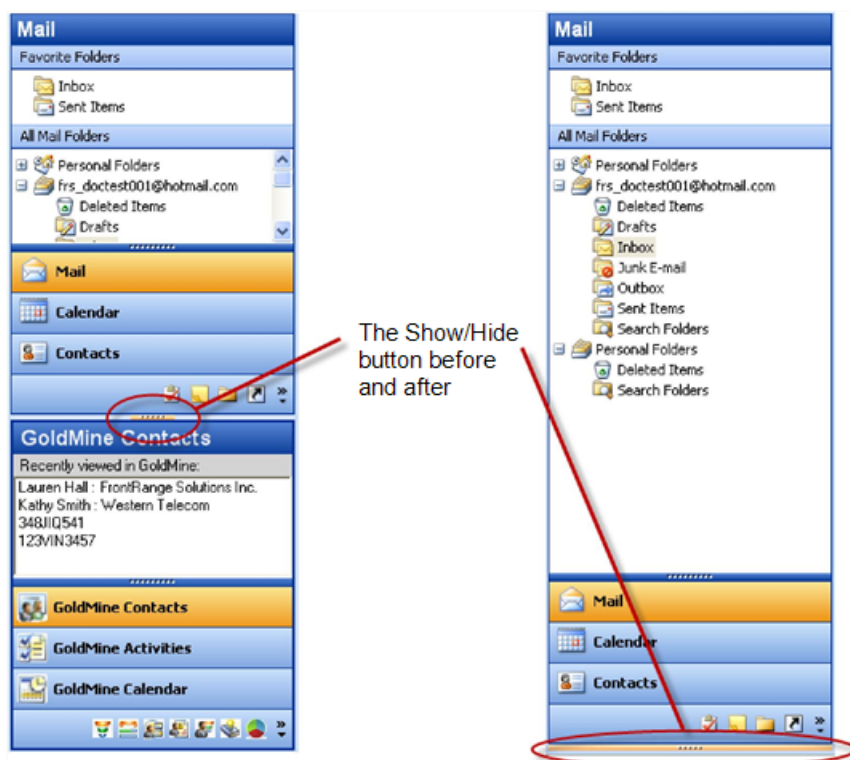 Mail
Favorite Folders
Inbox
Sent Items
All Mail Folders
Personal Folders
frs_doctest001@hotmail.com
Deleted Items
Drafts
Mail
Calendar
Contacts
GoldMine Contacts
Recently viewed in GoldMine:
Lauren Hall : FrontRange Solutions Inc.
Kathy Smith : Western Telecom
348JIQ541
123VIN3457
GoldMine Contacts
GoldMine Activities
GoldMine Calendar
The Show/Hide
button before
and after
Mail
Favorite Folders
Inbox
Sent Items
All Mail Folders
Personal Folders
frs_doctest001@hotmail.com
Deleted Items
Drafts
Inbox
Junk E-mail
Outbox
Sent Items
Search Folders
Personal Folders
Deleted Items
Search Folders
Mail
Calendar
Contacts